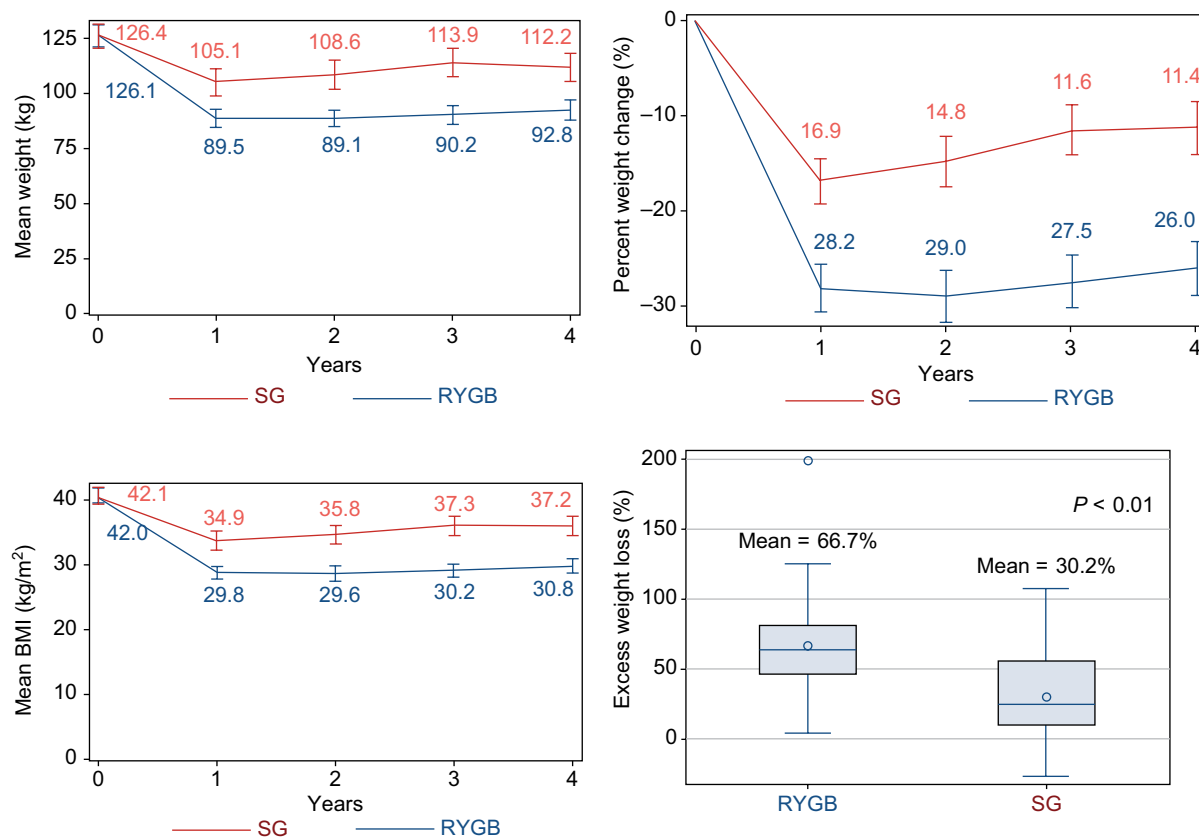 Mean weight (kg)
125
100
75
50
25
0
126.4
105.1
108.6
113.9
112.2
126.1
89.5
89.1
90.2
92.8
0 1 2 3 4
Years
SG RYGB
Percent weight change (%)
0
–10
–20
–30
16.9
14.8
11.6
11.4
28.2
29.0
27.5
26.0
0 1 2 3 4
Years
SG RYGB
Mean BMI (kg/m²)
40
30
20
10
0
42.1
34.9
35.8
37.3
37.2
42.0
29.8
29.6
30.2
30.8
0 1 2 3 4
Years
SG RYGB
Excess weight loss (%)
200
150
100
50
0
P < 0.01
Mean = 66.7%
Mean = 30.2%
RYGB SG